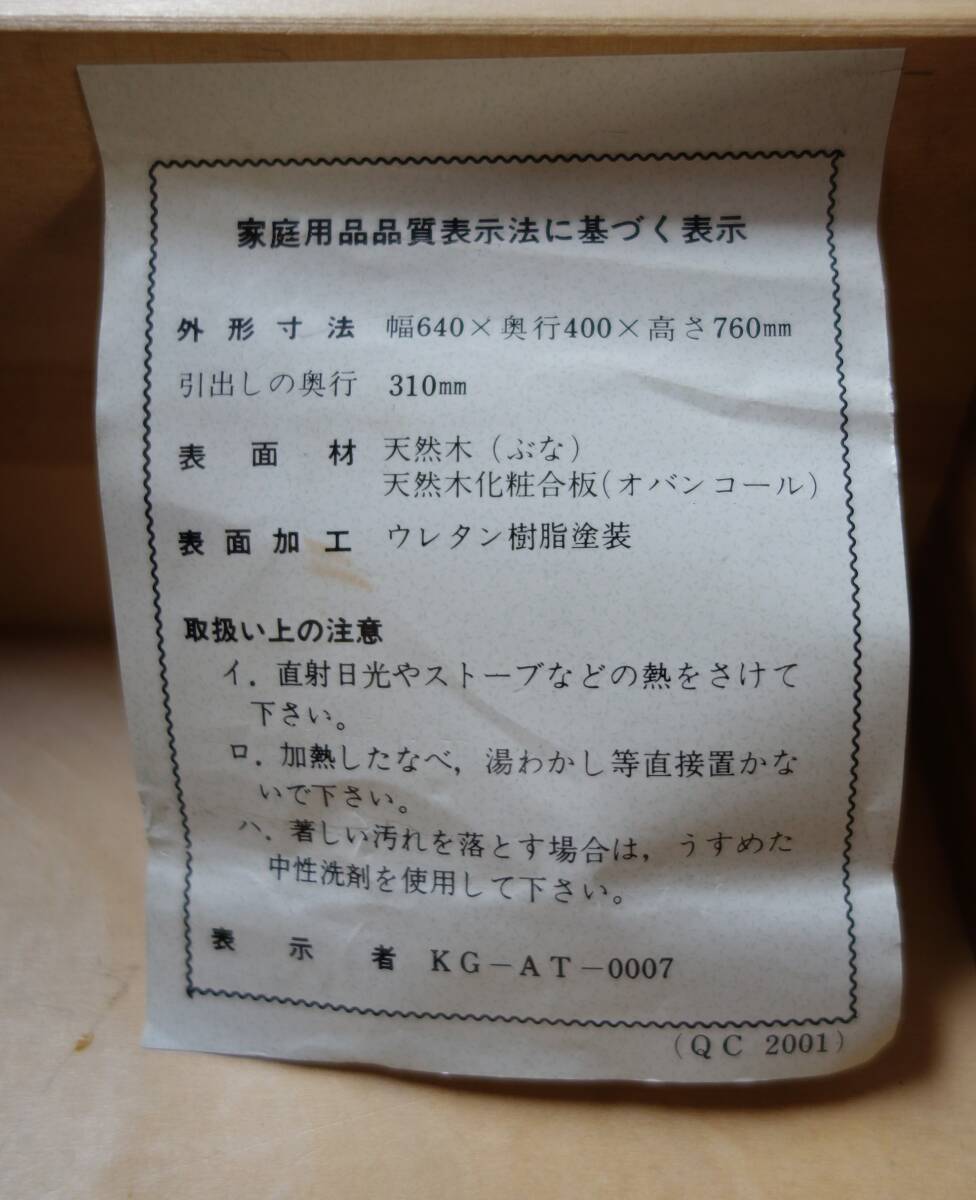 家庭用品品質表示法に基づく表示
外形寸法 幅640×奥行400×高さ760mm
引出しの奥行 310mm
表面材 天然木(ぶな)
天然木化粧合板(オバンコール)
表面加工 ウレタン樹脂塗装
取扱い上の注意
イ.直射日光やストーブなどの熱をさけて
下さい。
ロ.加熱したなべ,湯わかし等直接置かな
いで下さい。
ハ.著しい汚れを落とす場合は,うすめた
中性洗剤を使用して下さい。
表示者 KG-AT-0007
(QC 2001)